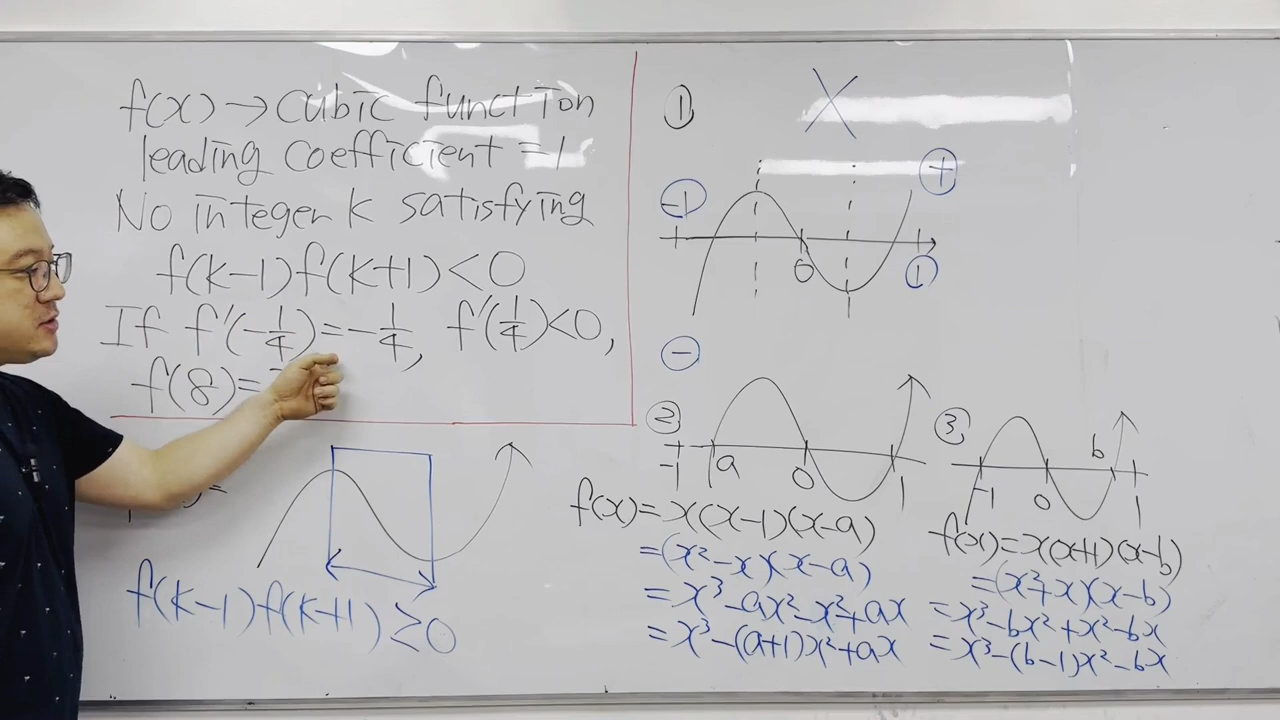 f(x) → cubic function
leading coefficient = 1
No integer k satisfying
f(k-1)f(k+1)<0
If f'(-1/4)=-1/4, f'(1/4)<0,
f(8)=
f(k-1)f(k+1)≥0
① X
-1 + 0 1
-
②
-1 a 0 1
f(x)=x(x-1)(x-a)
=(x²-x)(x-a)
=x³-ax²-x²+ax
=x³-(a+1)x²+ax
③
-1 0 b 1
f(x)=x(x+1)(x-b)
=(x²+x)(x-b)
=x³-bx²+x²-bx
=x³-(b-1)x²-bx